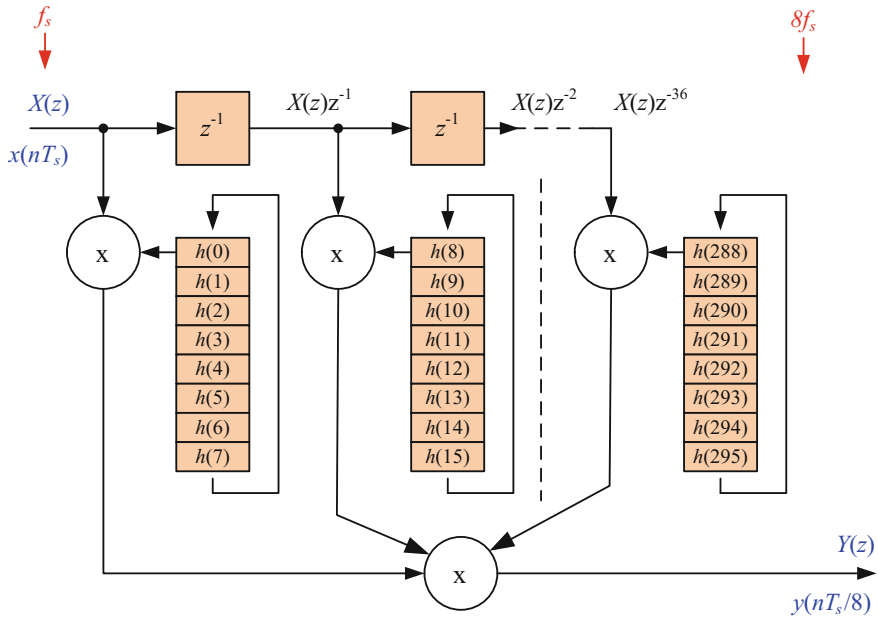 fₛ
8fₛ
X(z)
X(z)z⁻¹
X(z)z⁻²
X(z)z⁻³⁶
z⁻¹
z⁻¹
x(nTₛ)
x
h(0)
h(1)
h(2)
h(3)
h(4)
h(5)
h(6)
h(7)
x
h(8)
h(9)
h(10)
h(11)
h(12)
h(13)
h(14)
h(15)
x
h(288)
h(289)
h(290)
h(291)
h(292)
h(293)
h(294)
h(295)
x
Y(z)
y(nTₛ/8)